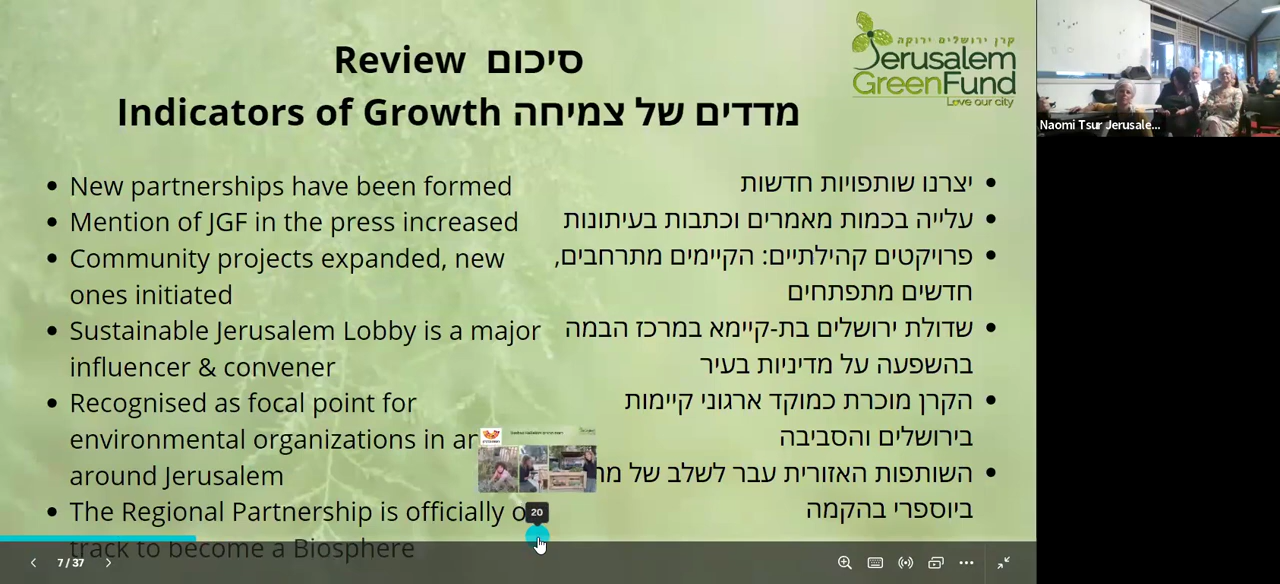 Review סיכום
Indicators of Growth מדדים של צמיחה
קרן ירושלים ירוקה
Jerusalem
GreenFund
Love our city
Naomi Tsur Jerusale...
New partnerships have been formed
Mention of JGF in the press increased
Community projects expanded, new
ones initiated
Sustainable Jerusalem Lobby is a major
influencer & convener
Recognised as focal point for
environmental organizations in
around Jerusalem
The Regional Partnership is officially
track to become a Biosphere
יצרנו שותפויות חדשות
עלייה בכמות מאמרים וכתבות בעיתונות
פרויקטים קהילתיים: הקיימים מתרחבים,
חדשים מתפתחים
שדולת ירושלים בת-קיימא במרכז הבמה
בהשפעה על מדיניות בעיר
הקרן מוכרת כמוקד ארגוני קיימות
בירושלים והסביבה
השותפות האזורית עבר לשלב של
ביוספרי בהקמה
20
7 / 37